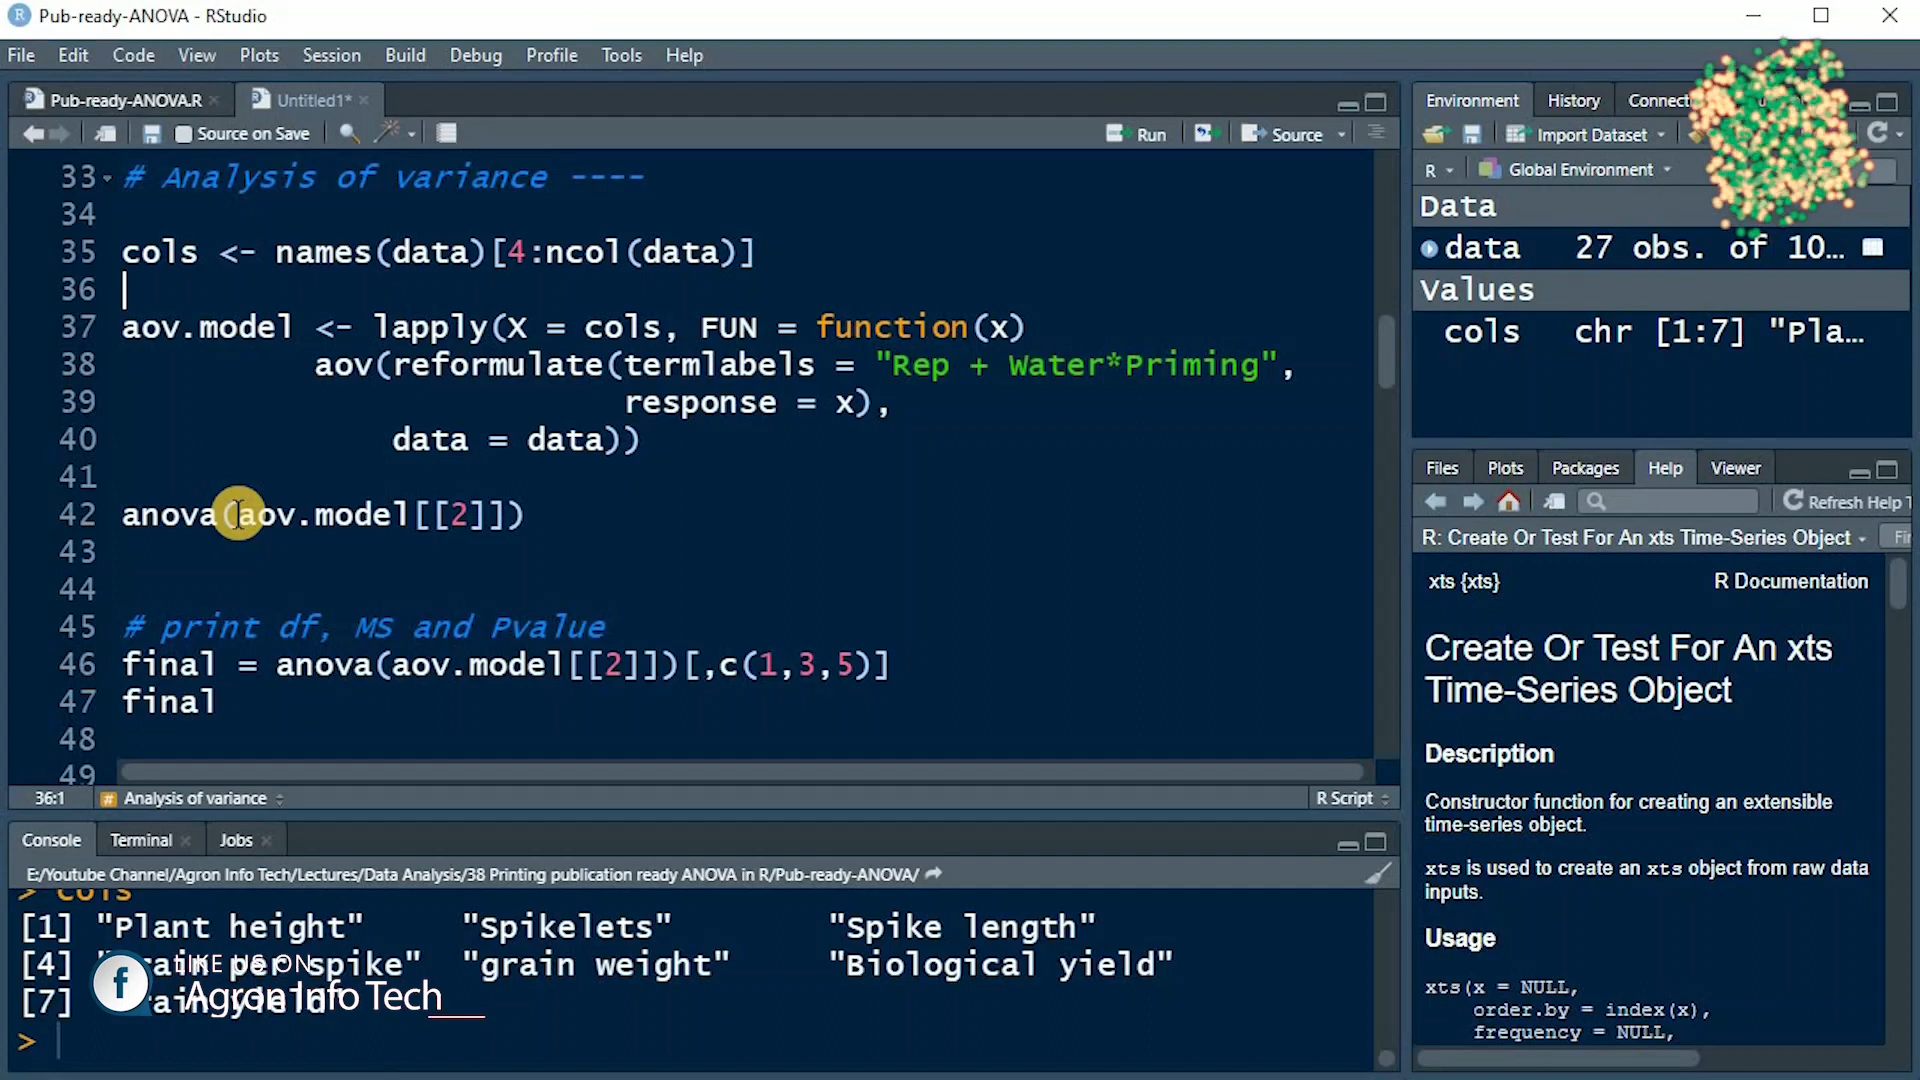 Pub-ready-ANOVA - RStudio
File Edit Code View Plots Session Build Debug Profile Tools Help
Pub-ready-ANOVA.R Untitled1*
Source on Save Run Source
33 # Analysis of variance ----
34
35 cols <- names(data)[4:ncol(data)]
36
37 aov.model <- lapply(X = cols, FUN = function(x)
38 aov(reformulate(termlabels = "Rep + Water*Priming",
39 response = x),
40 data = data))
41
42 anova(aov.model[[2]])
43
44
45 # print df, MS and Pvalue
46 final = anova(aov.model[[2]])[,c(1,3,5)]
47 final
48
49
36:1 # Analysis of variance R Script
Console Terminal Jobs
E:/Youtube Channel/Agron Info Tech/Lectures/Data Analysis/38 Printing publication ready ANOVA in R/Pub-ready-ANOVA/
> cols
[1] "Plant height" "Spikelets" "Spike length"
[4] spike" "grain weight" "Biological yield"
[7]
>
LIKE US ON
Agron Info Tech
Environment History Connec
Import Dataset
R Global Environment
Data
data 27 obs. of 10...
Values
cols chr [1:7] "Pla...
Files Plots Packages Help Viewer
Refresh Help T
R: Create Or Test For An xts Time-Series Object Fi
xts {xts} R Documentation
Create Or Test For An xts
Time-Series Object
Description
Constructor function for creating an extensible
time-series object.
xts is used to create an xts object from raw data
inputs.
Usage
xts(x = NULL,
order.by = index(x),
frequency = NULL,